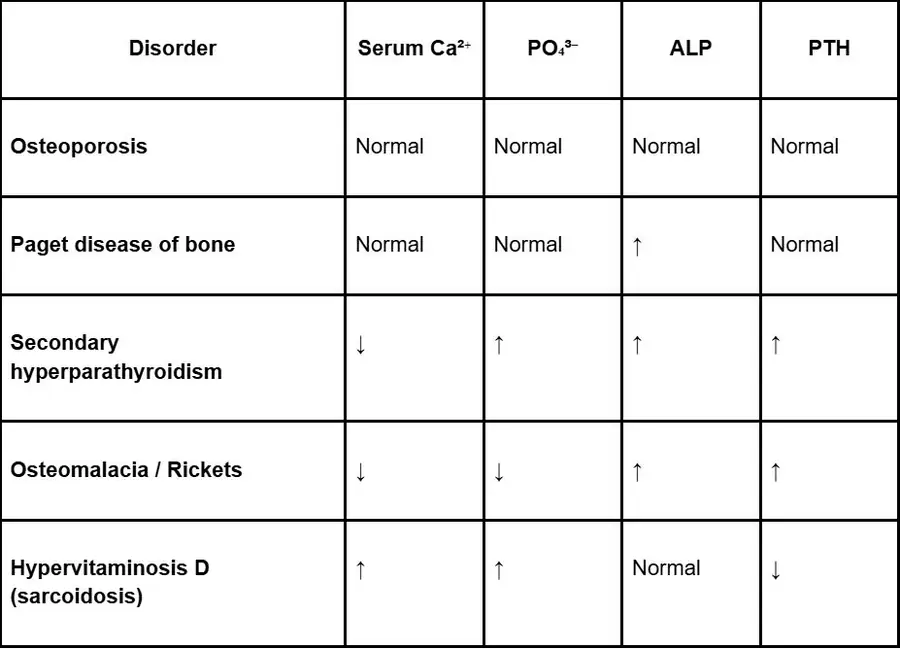 Disorder Serum Ca²⁺ PO₄³⁻ ALP PTH
Osteoporosis Normal Normal Normal Normal
Paget disease of bone Normal Normal ↑ Normal
Secondary
hyperparathyroidism ↓ ↑ ↑ ↑
Osteomalacia / Rickets ↓ ↓ ↑ ↑
Hypervitaminosis D
(sarcoidosis) ↑ ↑ Normal ↓